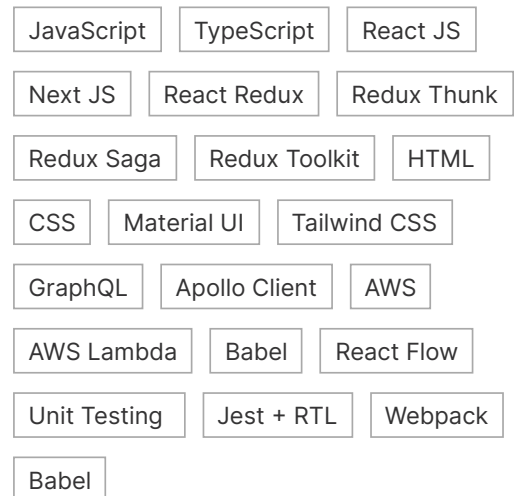 JavaScript TypeScript React JS
Next JS React Redux Redux Thunk
Redux Saga Redux Toolkit HTML
CSS Material UI Tailwind CSS
GraphQL Apollo Client AWS
AWS Lambda Babel React Flow
Unit Testing Jest + RTL Webpack
Babel